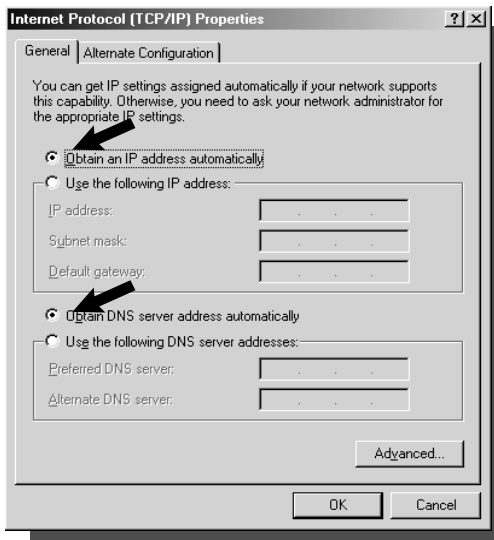 Internet Protocol (TCP/IP) Properties
? X
General
Alternate Configuration
You can get IP settings assigned automatically if your network supports
this capability. Otherwise, you need to ask your network administrator for
the appropriate IP settings.
Obtain an IP address automatically
Use the following IP address:
IP address:
Subnet mask:
Default gateway:
Obtain DNS server address automatically
Use the following DNS server addresses:
Preferred DNS server:
Alternate DNS server:
Advanced...
OK
Cancel